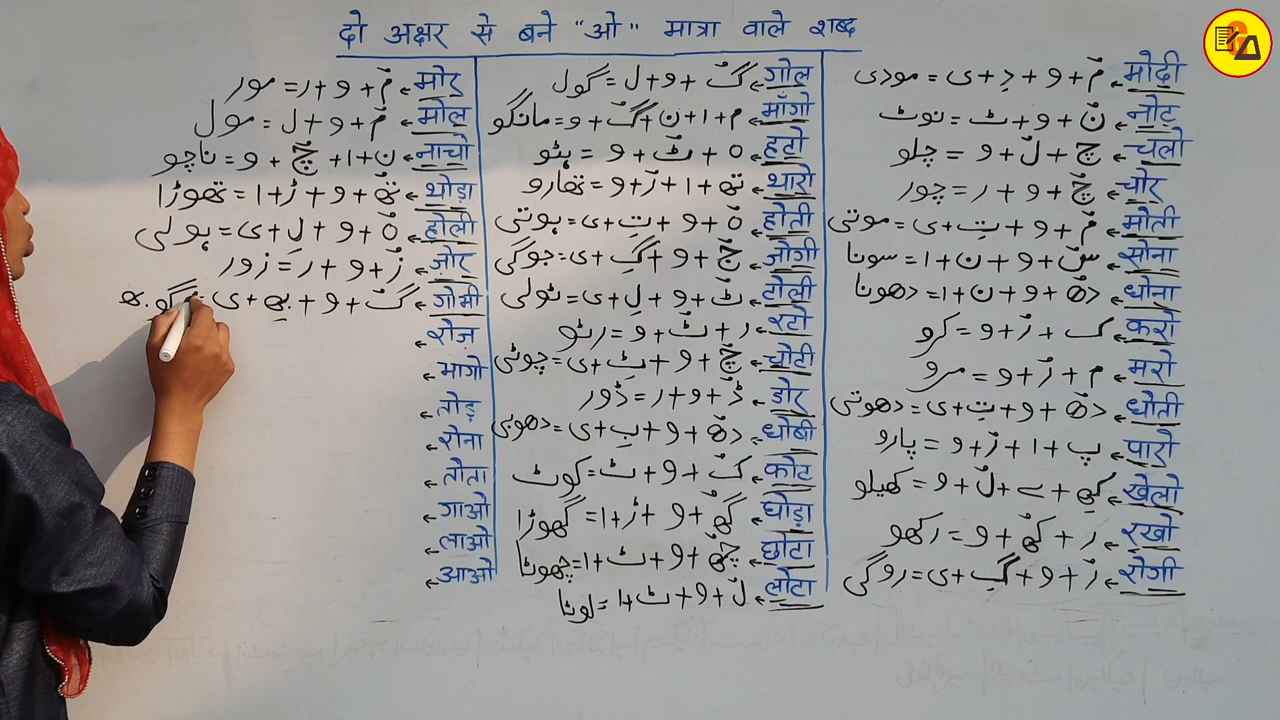 दो अक्षर से बने "ओ" मात्रा वाले शब्द
मोदी ← مٚ + و + دِ + ی = مودی
नोट ← نٚ + و + ٹ = نوٹ
चलो ← چ + لٚ + و = چلو
चोर ← چٚ + و + ر = چور
मोती ← مٚ + و + تِ + ی = موتی
सोना ← سٚ + و + ن + ا = سونا
धोना ← دھٚ + و + ن + ا = دھونا
करो ← ک + رٚ + و = کرو
मरो ← م + رٚ + و = مرو
धोती ← دھٚ + و + تِ + ی = دھوتی
पारो ← پ + ا + رٚ + و = پارو
खेलो ← کھ + ے + لٚ + و = کھیلو
रखो ← ر + کھٚ + و = رکھو
रोगी ← رٚ + و + گِ + ی = روگی
गोल ← گٚ + و + ل = گول
माँगो ← م + ا + ن + گٚ + و = مانگو
हटो ← ہ + ٹٚ + و = ہٹو
थारो ← تھ + ا + رٚ + و = تھارو
होती ← ہٚ + و + تِ + ی = ہوتی
जोगी ← جٚ + و + گِ + ی = جوگی
टोली ← ٹٚ + و + لِ + ی = ٹولی
रटो ← ر + ٹٚ + و = رٹو
चोटी ← چٚ + و + ٹِ + ی = چوٹی
डोर ← ڈٚ + و + ر = ڈور
धोबी ← دھٚ + و + بِ + ی = دھوبی
कोट ← کٚ + و + ٹ = کوٹ
घोड़ा ← گھٚ + و + ڑ + ا = گھوڑا
छोटा ← چھٚ + و + ٹ + ا = چھوٹا
लोटा ← لٚ + و + ٹ + ا = لوٹا
मोर ← مٚ + و + ر = مور
मोल ← مٚ + و + ل = مول
नाचो ← ن + ا + چٚ + و = ناچو
थोड़ा ← تھٚ + و + ڑ + ا = تھوڑا
होली ← ہٚ + و + لِ + ی = ہولی
ज़ोर ← زٚ + و + ر = زور
गोभी ← گٚ + و + بھِ + ی = گوبھ
रोज़ ←
मागो ←
तोड़ ←
रोना ←
तोता ←
गाओ ←
लाओ ←
आओ ←